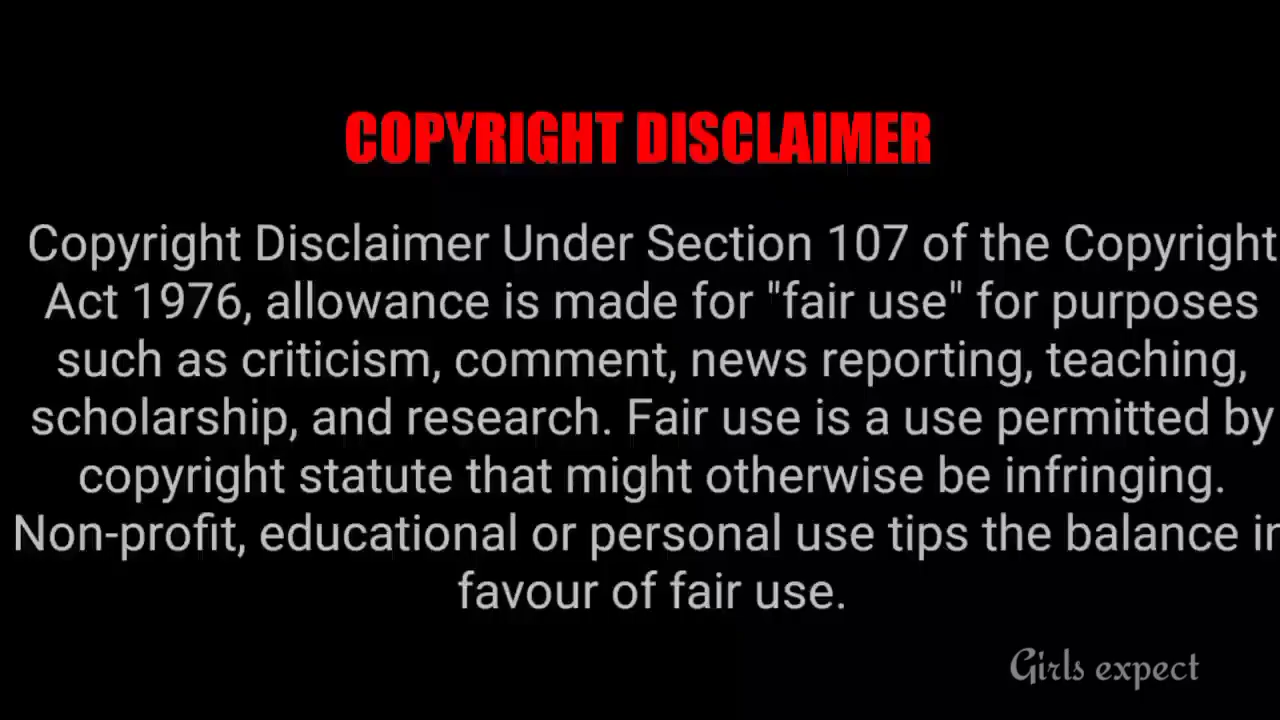 COPYRIGHT DISCLAIMER
Copyright Disclaimer Under Section 107 of the Copyright
Act 1976, allowance is made for "fair use" for purposes
such as criticism, comment, news reporting, teaching,
scholarship, and research. Fair use is a use permitted by
copyright statute that might otherwise be infringing.
Non-profit, educational or personal use tips the balance in
favour of fair use.
Girls expect